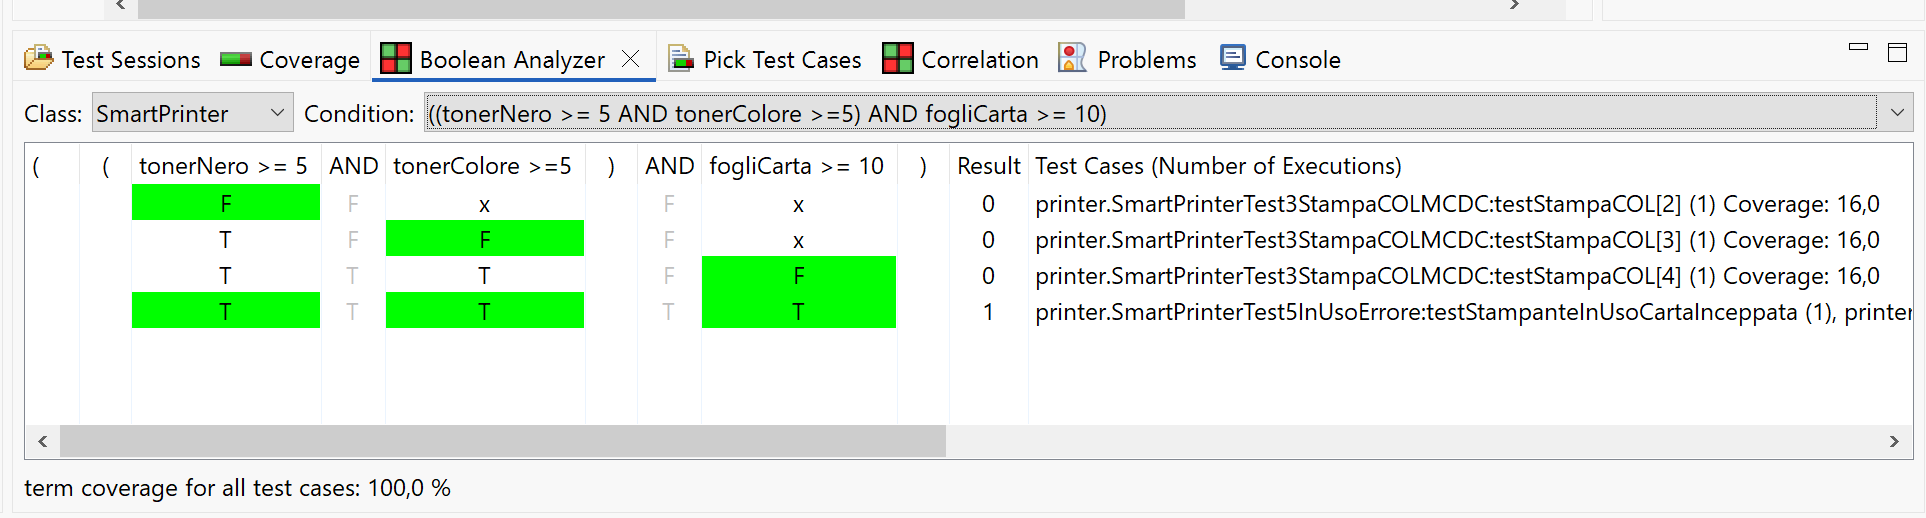 Test Sessions Coverage Boolean Analyzer Pick Test Cases Correlation Problems Console
Class: SmartPrinter Condition: ((tonerNero >= 5 AND tonerColore >=5) AND fogliCarta >= 10)
( ( tonerNero >= 5 AND tonerColore >=5 ) AND fogliCarta >= 10 ) Result Test Cases (Number of Executions)
F F x F x 0 printer.SmartPrinterTest3StampaCOLMCDC:testStampaCOL[2] (1) Coverage: 16,0
T F F F x 0 printer.SmartPrinterTest3StampaCOLMCDC:testStampaCOL[3] (1) Coverage: 16,0
T T T F F 0 printer.SmartPrinterTest3StampaCOLMCDC:testStampaCOL[4] (1) Coverage: 16,0
T T T T T 1 printer.SmartPrinterTest5InUsoErrore:testStampanteInUsoCartaInceppata (1), printer
term coverage for all test cases: 100,0 %